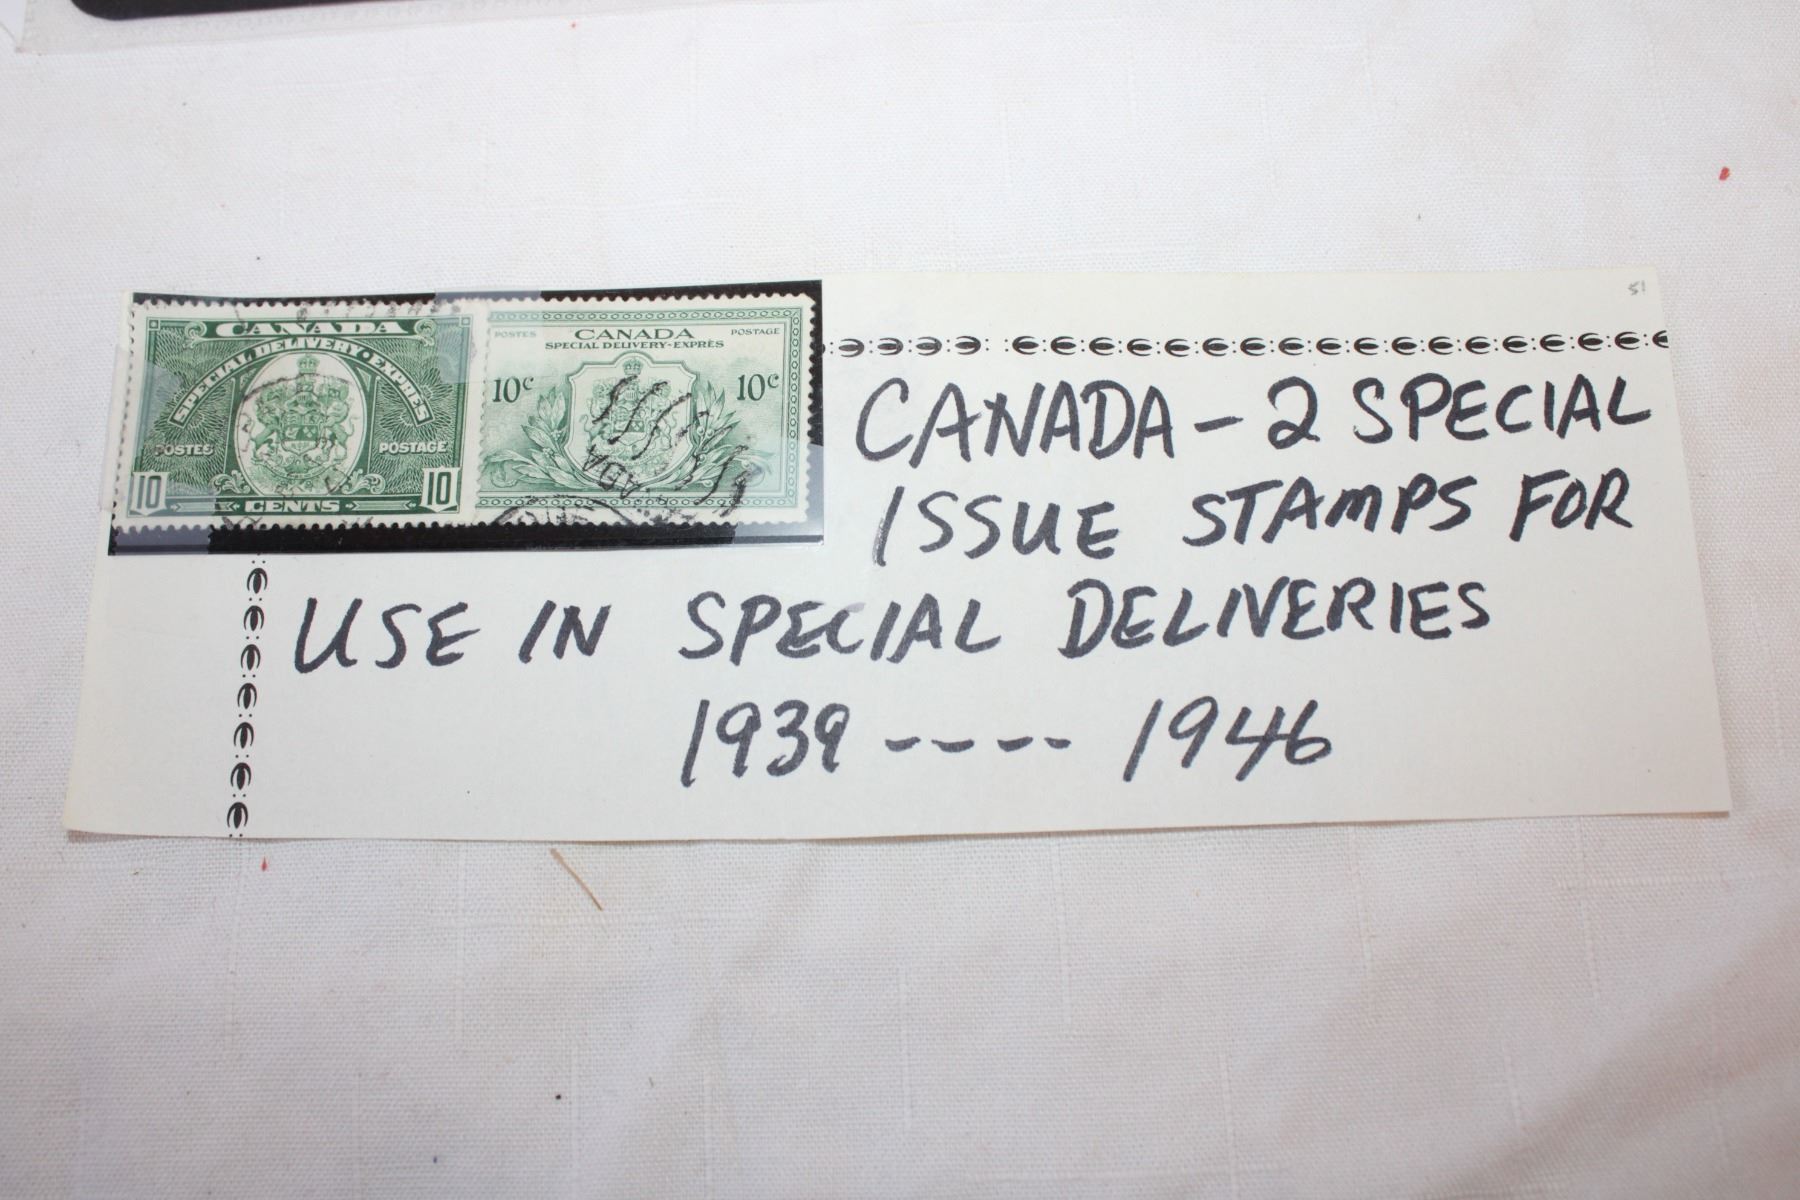 CANADA
SPECIAL DELIVERY·EXPRES
POSTES POSTAGE
10 CENTS 10
POSTES CANADA POSTAGE
SPECIAL DELIVERY-EXPRÈS
10c 10c
51
CANADA - 2 SPECIAL
ISSUE STAMPS FOR
USE IN SPECIAL DELIVERIES
1939 ---- 1946